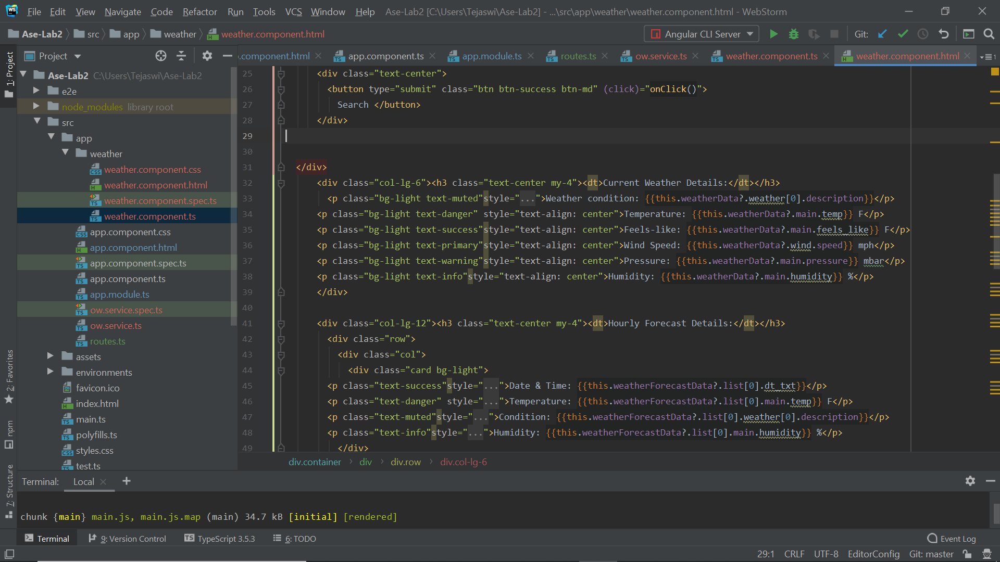 WS File Edit View Navigate Code Refactor Run Tools VCS Window Help Ase-Lab2 [C:\Users\Tejaswi\Ase-Lab2] - ...\src\app\weather\weather.component.html - WebStorm
Ase-Lab2 src app weather weather.component.html Angular CLI Server Git:
1: Project
2: Favorites
npm
7: Structure
Project
.component.html app.component.ts app.module.ts routes.ts ow.service.ts weather.component.ts weather.component.html 1
Ase-Lab2 C:\Users\Tejaswi\Ase-Lab2
e2e
node_modules library root
src
app
weather
weather.component.css
weather.component.html
weather.component.spec.ts
weather.component.ts
app.component.css
app.component.html
app.component.spec.ts
app.component.ts
app.module.ts
ow.service.spec.ts
ow.service.ts
routes.ts
assets
environments
favicon.ico
index.html
main.ts
polyfills.ts
styles.css
test.ts
25 <div class="text-center">
26 <button type="submit" class="btn btn-success btn-md" (click)="onClick()">
27 Search </button>
28 </div>
29
30
31 </div>
32 <div class="col-lg-6"><h3 class="text-center my-4"><dt>Current Weather Details:</dt></h3>
33 <p class="bg-light text-muted"style="...">Weather condition: {{this.weatherData?.weather[0].description}}</p>
34 <p class="bg-light text-danger" style="text-align: center">Temperature: {{this.weatherData?.main.temp}} F</p>
35 <p class="bg-light text-success"style="text-align: center">Feels-like: {{this.weatherData?.main.feels_like}} F</p>
36 <p class="bg-light text-primary"style="text-align: center">Wind Speed: {{this.weatherData?.wind.speed}} mph</p>
37 <p class="bg-light text-warning"style="text-align: center">Pressure: {{this.weatherData?.main.pressure}} mbar</p>
38 <p class="bg-light text-info"style="text-align: center">Humidity: {{this.weatherData?.main.humidity}} %</p>
39 </div>
40
41 <div class="col-lg-12"><h3 class="text-center my-4"><dt>Hourly Forecast Details:</dt></h3>
42 <div class="row">
43 <div class="col">
44 <div class="card bg-light">
45 <p class="text-success"style="...">Date & Time: {{this.weatherForecastData?.list[0].dt_txt}}</p>
46 <p class="text-danger" style="...">Temperature: {{this.weatherForecastData?.list[0].main.temp}} F</p>
47 <p class="text-muted"style="...">Condition: {{this.weatherForecastData?.list[0].weather[0].description}}</p>
48 <p class="text-info"style="...">Humidity: {{this.weatherForecastData?.list[0].main.humidity}} %</p>
49 </div>
div.container › div › div.row › div.col-lg-6
Terminal: Local
chunk {main} main.js, main.js.map (main) 34.7 kB [initial] [rendered]
Terminal 9: Version Control TypeScript 3.5.3 6: TODO Event Log
29:1 CRLF UTF-8 EditorConfig Git: master